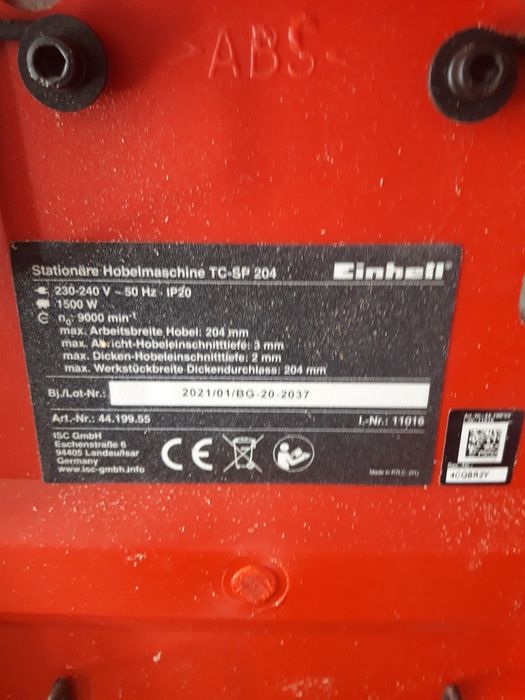 >ABS<
Stationäre Hobelmaschine TC-SP 204
Einhell®
230-240 V ~ 50 Hz · IP20
1500 W
n₀: 9000 min⁻¹
max. Arbeitsbreite Hobel: 204 mm
max. Abricht-Hobeleinschnitttiefe: 3 mm
max. Dicken-Hobeleinschnitttiefe: 2 mm
max. Werkstückbreite Dickendurchlass: 204 mm
Bj./Lot-Nr.: 2021/01/BG-20-2037
Art.-Nr.: 44.199.55 I.-Nr.: 11016
ISC GmbH
Eschenstraße 6
94405 Landau/Isar
Germany
www.isc-gmbh.info
CE
Made in P.R.C.